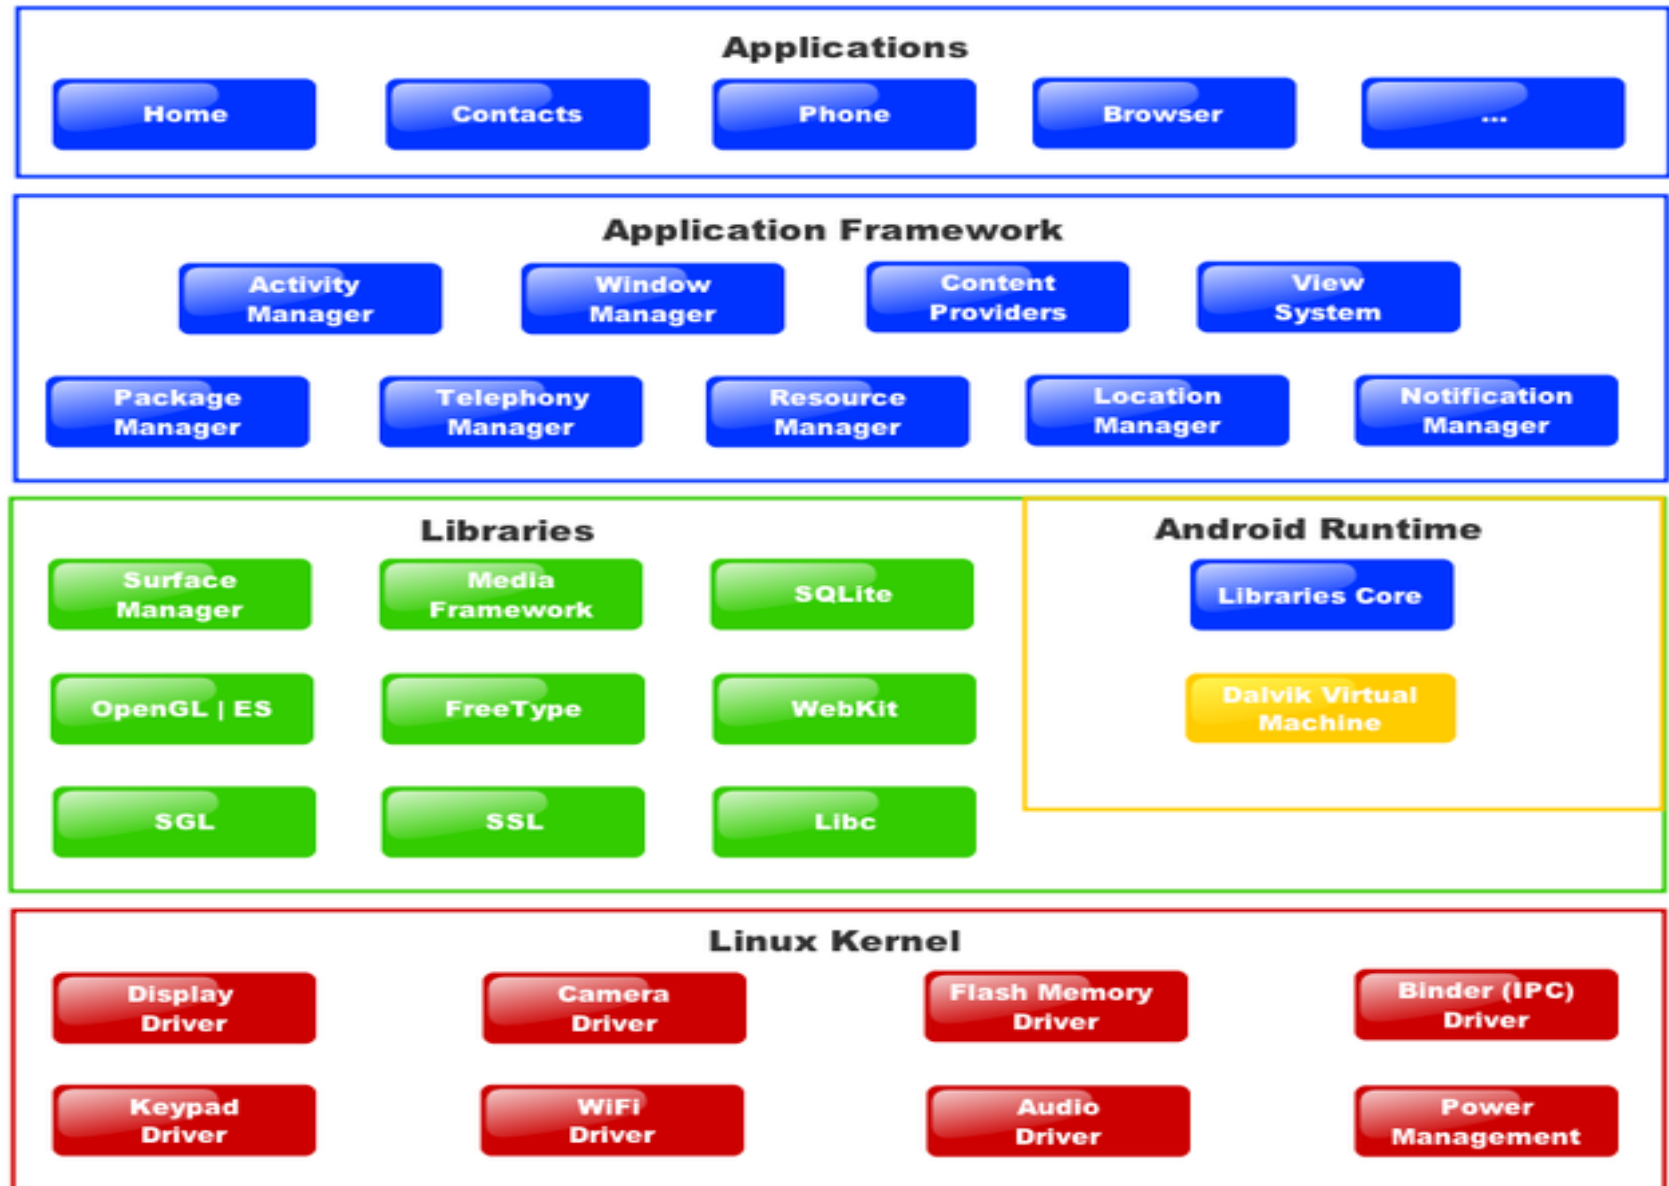 Applications
Home
Contacts
Phone
Browser
...
Application Framework
Activity
Manager
Window
Manager
Content
Providers
View
System
Package
Manager
Telephony
Manager
Resource
Manager
Location
Manager
Notification
Manager
Libraries
Surface
Manager
Media
Framework
SQLite
OpenGL | ES
FreeType
WebKit
SGL
SSL
Libc
Android Runtime
Libraries Core
Dalvik Virtual
Machine
Linux Kernel
Display
Driver
Camera
Driver
Flash Memory
Driver
Binder (IPC)
Driver
Keypad
Driver
WiFi
Driver
Audio
Driver
Power
Management